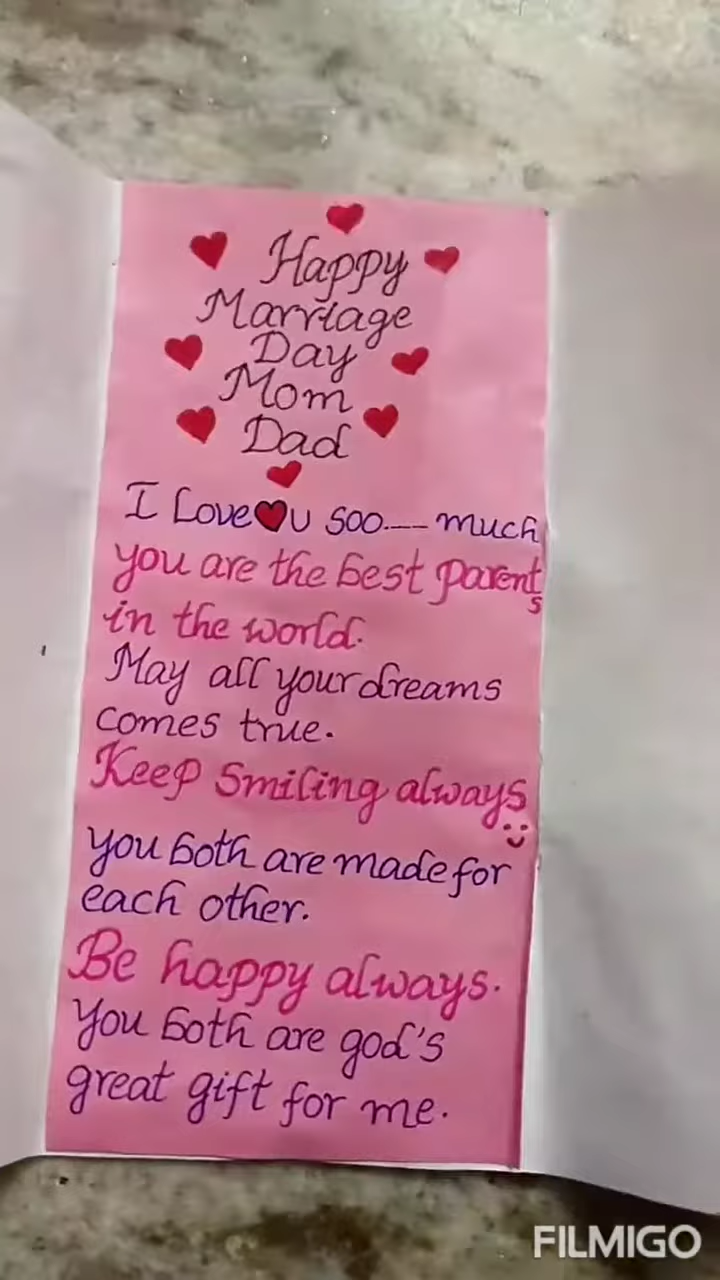 Happy
Marriage
Day
Mom
Dad
I Love❤u soo.__ much
you are the best parents
in the world.
May all your dreams
comes true.
Keep Smiling always
you both are made for
each other.
Be happy always.
You both are god's
great gift for me.
FILMIGO